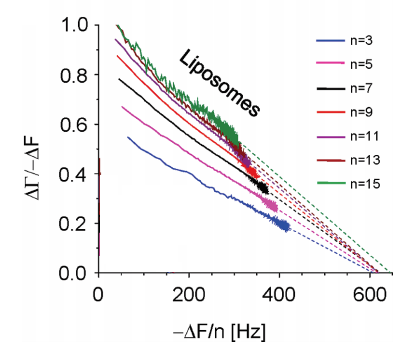 1.0
0.8
0.6
0.4
0.2
0.0
ΔΓ/-ΔF
Liposomes
n=3
n=5
n=7
n=9
n=11
n=13
n=15
0 200 400 600
−ΔF/n [Hz]